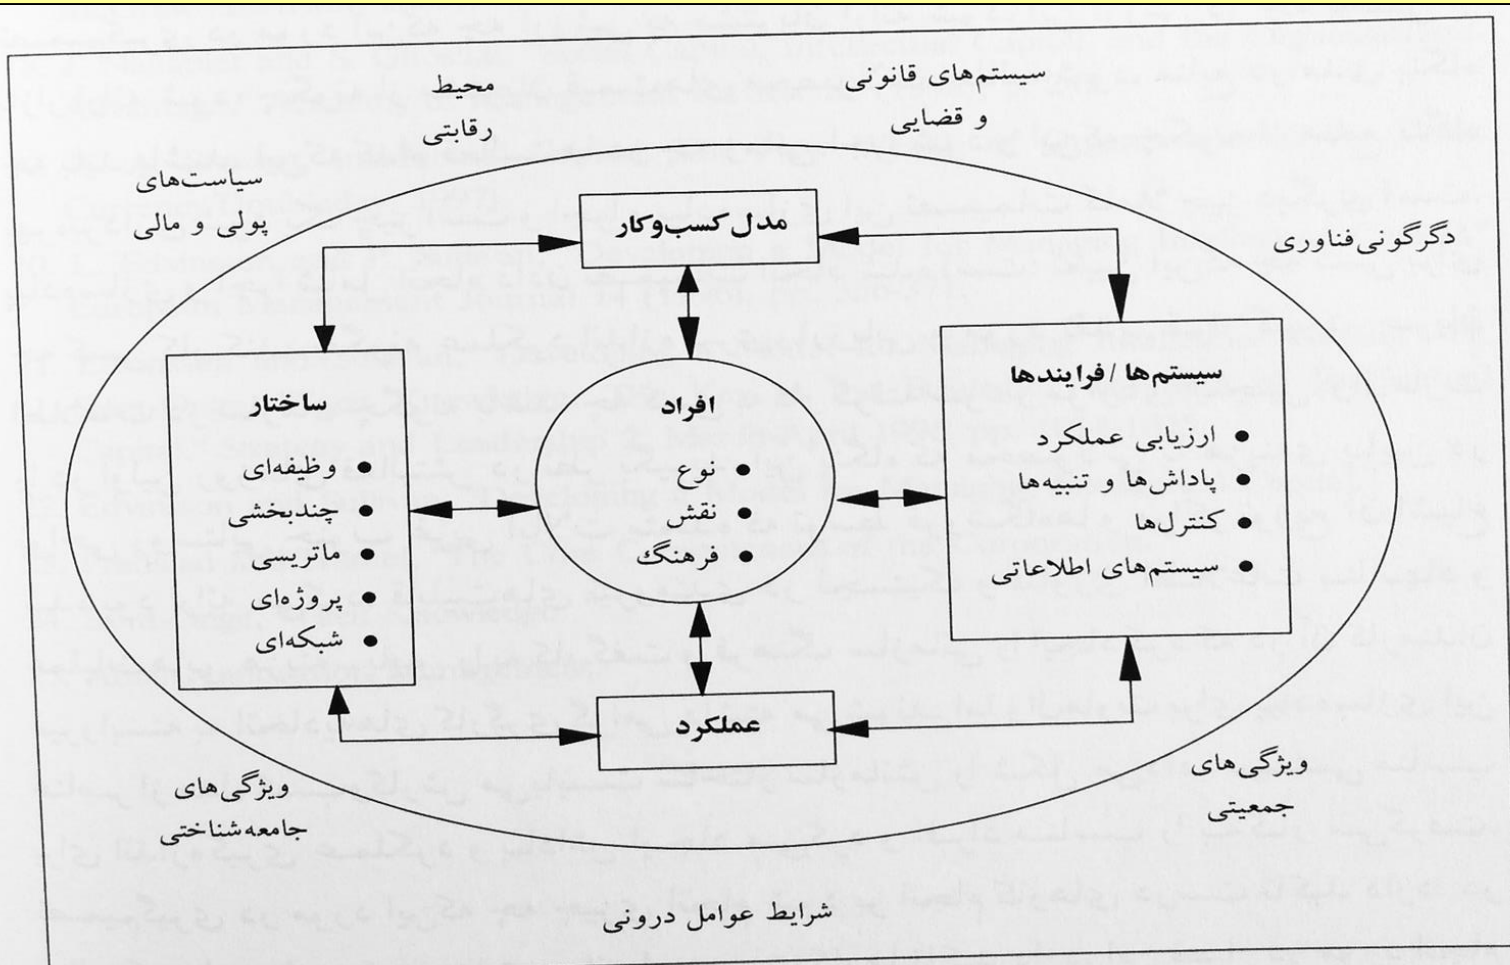 سیستم‌های قانونی
و قضایی
محیط
رقابتی
سیاست‌های
پولی و مالی
دگرگونی فناوری
مدل کسب‌وکار
سیستم‌ها / فرایندها
● ارزیابی عملکرد
● پاداش‌ها و تنبیه‌ها
● کنترل‌ها
● سیستم‌های اطلاعاتی
افراد
● نوع
● نقش
● فرهنگ
ساختار
● وظیفه‌ای
● چندبخشی
● ماتریسی
● پروژه‌ای
● شبکه‌ای
عملکرد
ویژگی‌های
جمعیتی
ویژگی‌های
جامعه‌شناختی
شرایط عوامل درونی